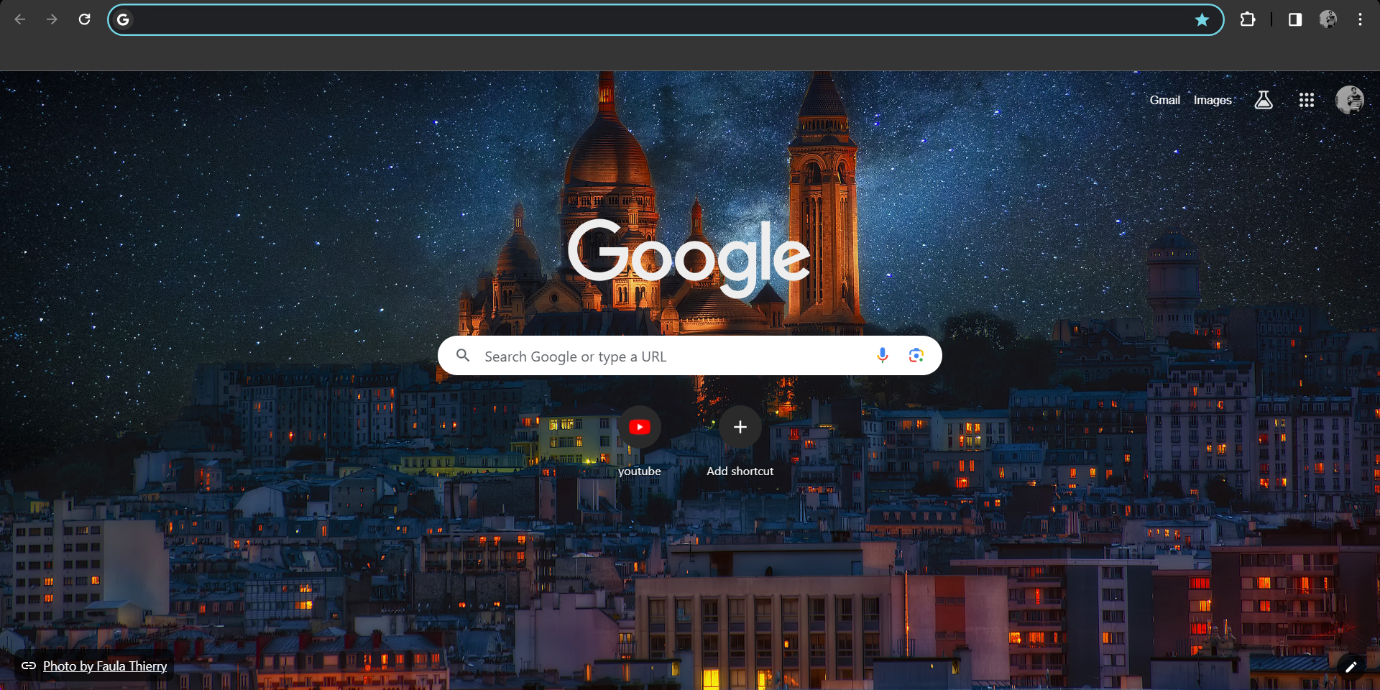 Gmail Images
Google
Search Google or type a URL
youtube
Add shortcut
Photo by Faula Thierry